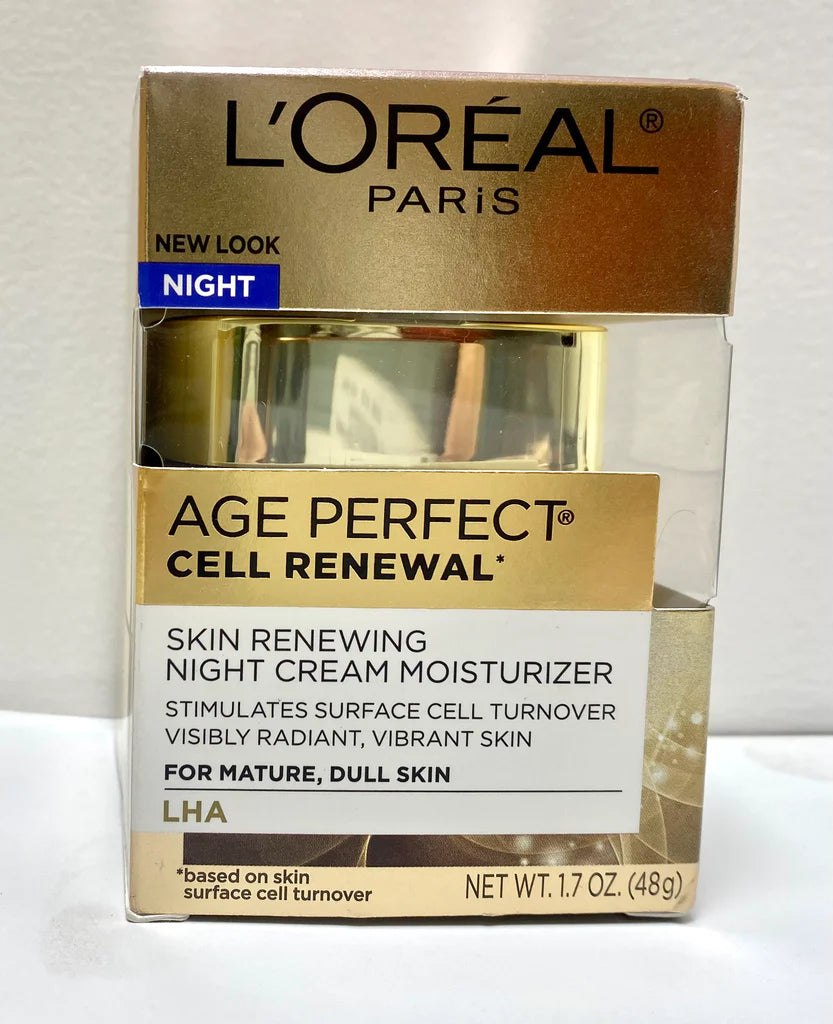 L'ORÉAL®
PARiS
NEW LOOK
NIGHT
AGE PERFECT®
CELL RENEWAL*
SKIN RENEWING
NIGHT CREAM MOISTURIZER
STIMULATES SURFACE CELL TURNOVER
VISIBLY RADIANT, VIBRANT SKIN
FOR MATURE, DULL SKIN
LHA
*based on skin
surface cell turnover
NET WT. 1.7 OZ. (48g)